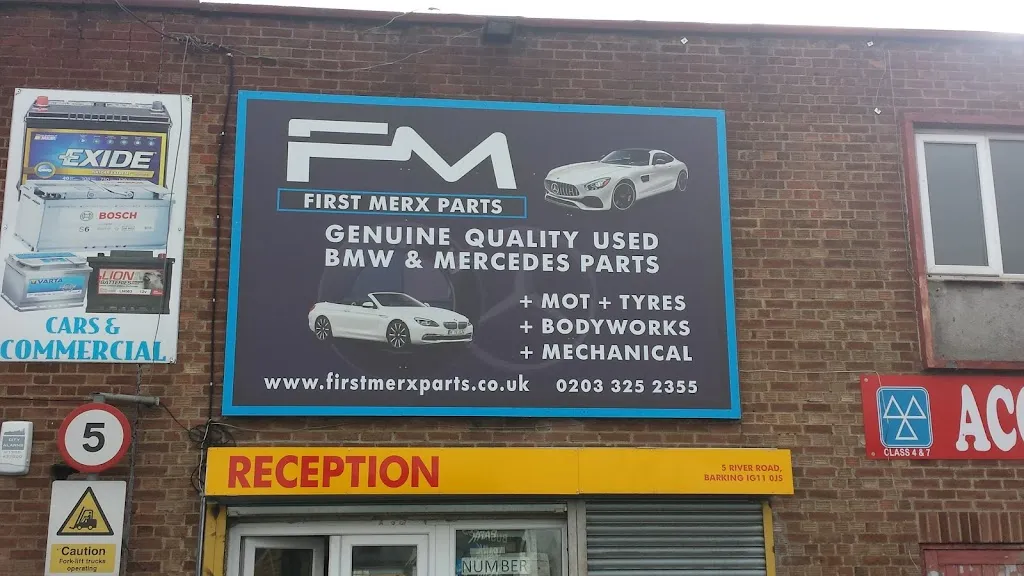 EXIDE
BOSCH
S6
VARTA
LION
BATTERIES
CARS &
COMMERCIAL
FM
FIRST MERX PARTS
GENUINE QUALITY USED
BMW & MERCEDES PARTS
+ MOT + TYRES
+ BODYWORKS
+ MECHANICAL
www.firstmerxparts.co.uk 0203 325 2355
5
Caution
Fork-lift trucks
operating
RECEPTION
5 RIVER ROAD,
BARKING IG11 0JS
NUMBER
CLASS 4 & 7